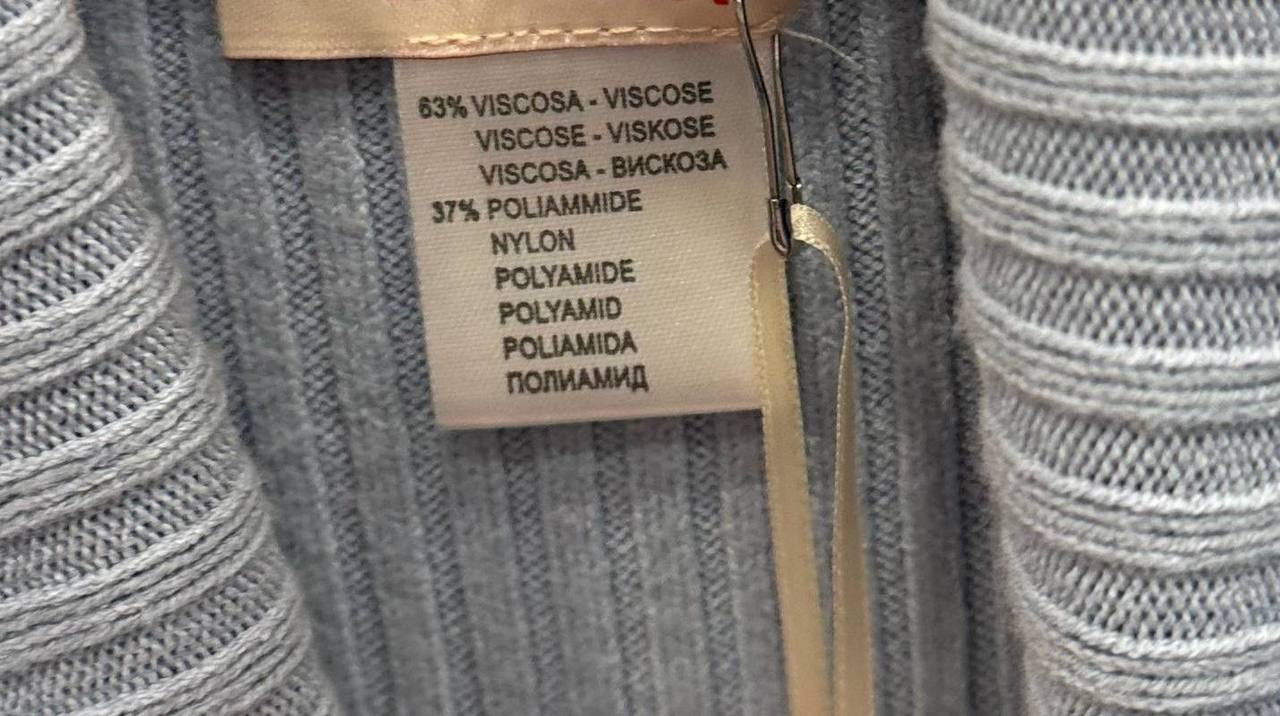 63% VISCOSA - VISCOSE
VISCOSE - VISKOSE
VISCOSA - ВИСКОЗА
37% POLIAMMIDE
NYLON
POLYAMIDE
POLYAMID
POLIAMIDA
ПОЛИАМИД